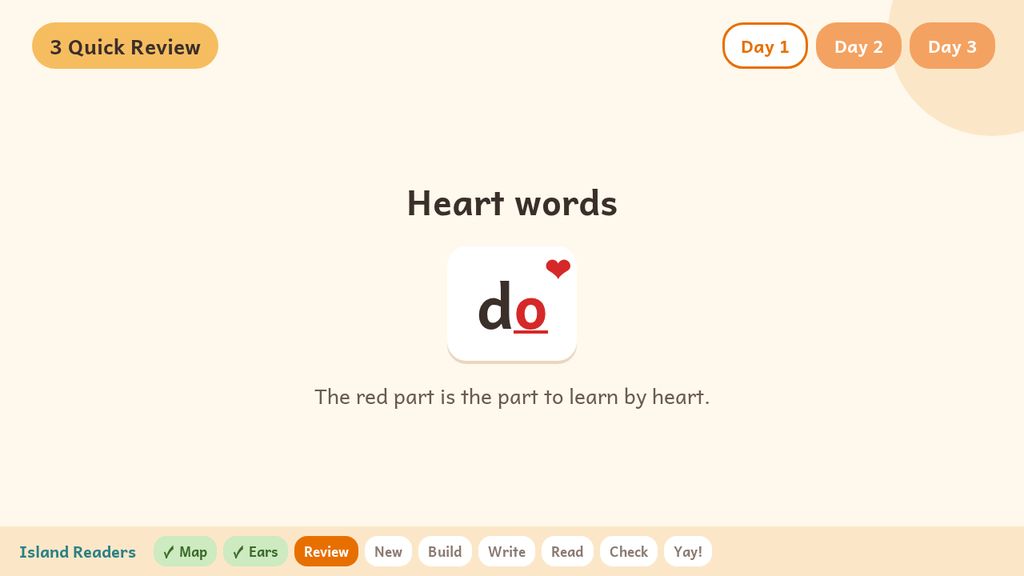 3 Quick Review
Day 1 Day 2 Day 3
Heart words
do
The red part is the part to learn by heart.
Island Readers ✓ Map ✓ Ears Review New Build Write Read Check Yay!